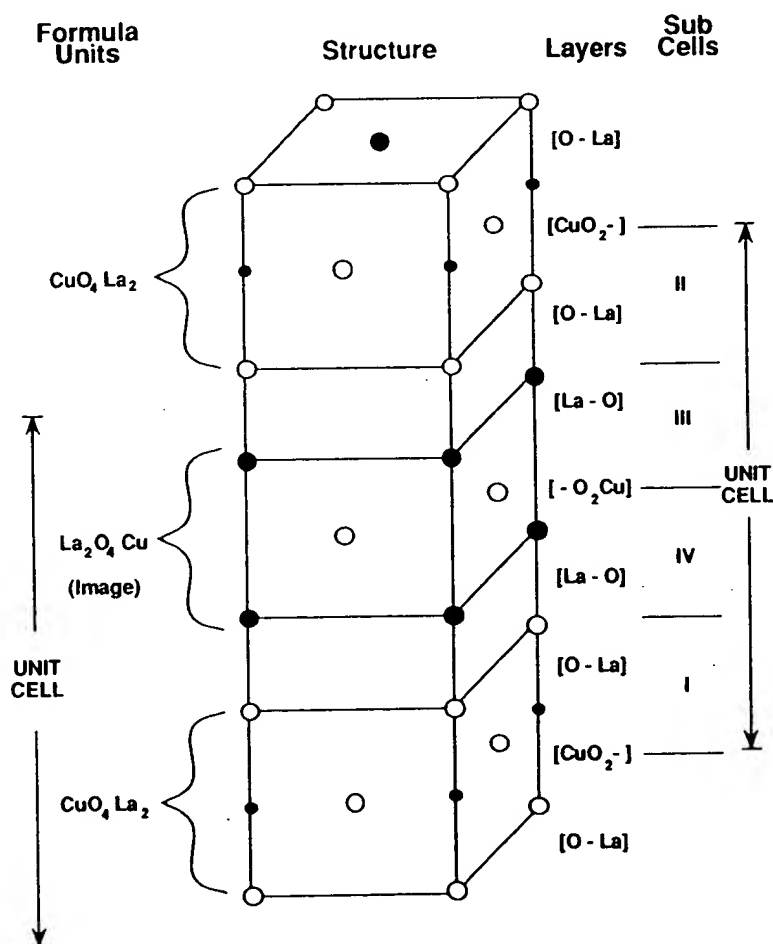 Formula
Units
Structure
Layers
Sub
Cells
[O - La]
[CuO₂-]
CuO₄ La₂
II
[O - La]
[La - O]
III
[- O₂Cu]
UNIT
CELL
La₂O₄ Cu
(Image)
[La - O]
IV
UNIT
CELL
[O - La]
I
[CuO₂-]
CuO₄ La₂
[O - La]